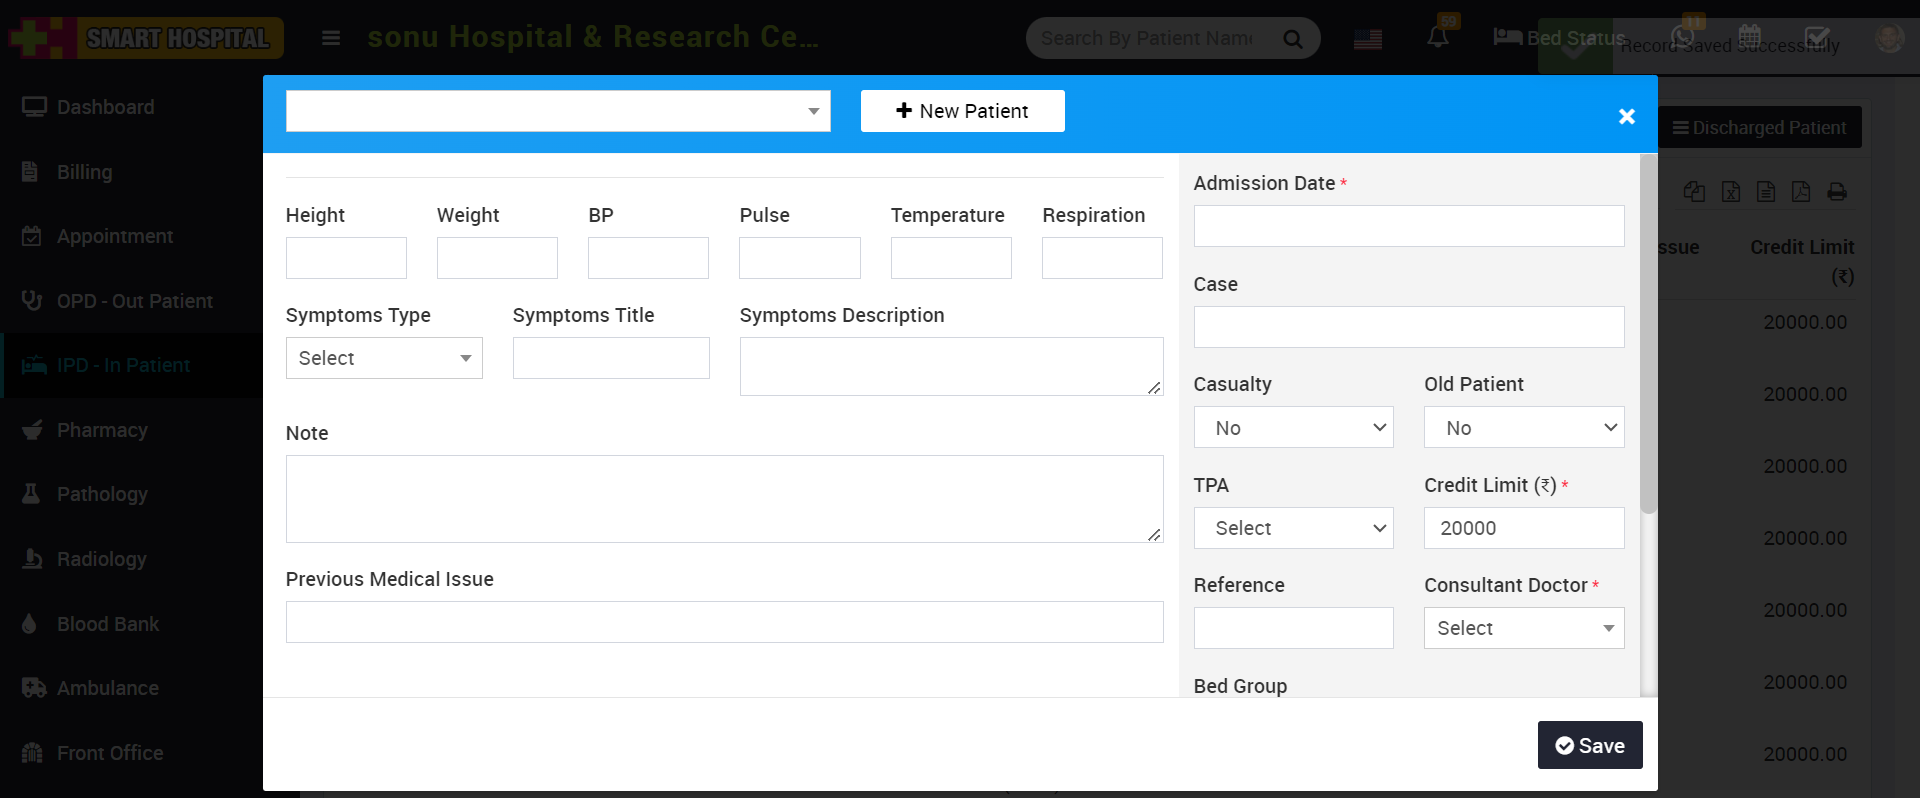 SMART HOSPITAL
sonu Hospital & Research Ce...
Search By Patient Name
59
Bed Status
11
Record Saved Successfully
Dashboard
Billing
Appointment
OPD - Out Patient
IPD - In Patient
Pharmacy
Pathology
Radiology
Blood Bank
Ambulance
Front Office
New Patient
Discharged Patient
Height
Weight
BP
Pulse
Temperature
Respiration
Symptoms Type
Symptoms Title
Symptoms Description
Select
Note
Previous Medical Issue
Admission Date *
Case
Casualty
Old Patient
No
No
TPA
Credit Limit (₹) *
Select
20000
Reference
Consultant Doctor *
Select
Bed Group
Save
ssue
Credit Limit
(₹)
20000.00
20000.00
20000.00
20000.00
20000.00
20000.00
20000.00